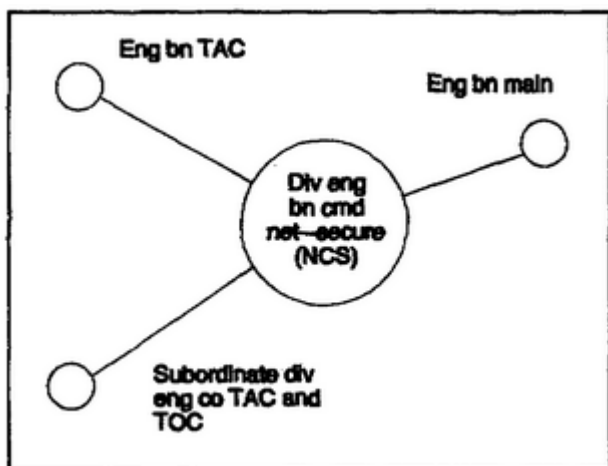 Eng bn TAC
Eng bn main
Div eng
bn cmd
net-secure
(NCS)
Subordinate div
eng co TAC and
TOC